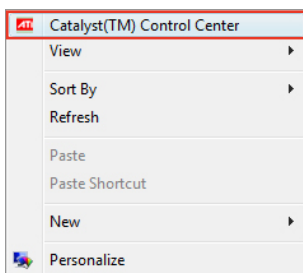 ATI Catalyst(TM) Control Center
View
Sort By
Refresh
Paste
Paste Shortcut
New
Personalize